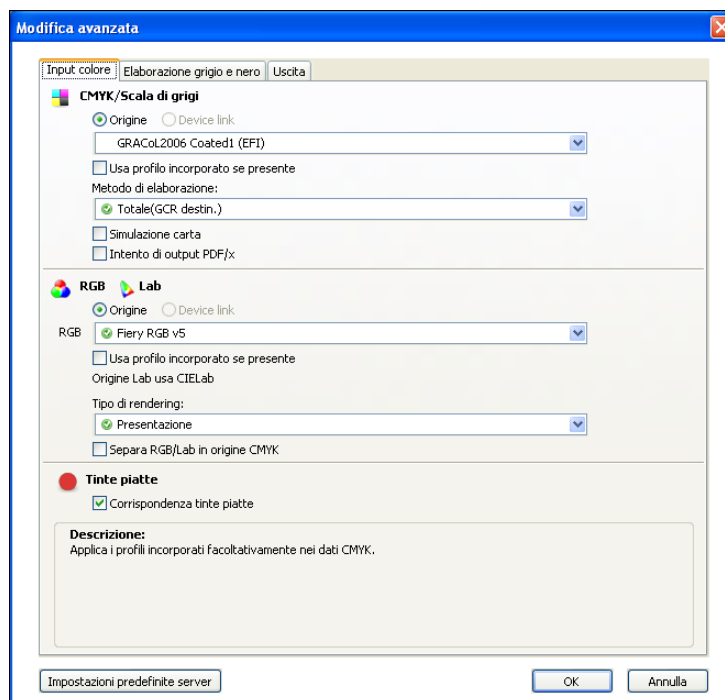 Modifica avanzata
Input colore Elaborazione grigio e nero Uscita
CMYK/Scala di grigi
Origine Device link
GRACoL2006 Coated1 (EFI)
Usa profilo incorporato se presente
Metodo di elaborazione:
Totale(GCR destin.)
Simulazione carta
Intento di output PDF/x
RGB Lab
Origine Device link
RGB Fiery RGB v5
Usa profilo incorporato se presente
Origine Lab usa CIELab
Tipo di rendering:
Presentazione
Separa RGB/Lab in origine CMYK
Tinte piatte
Corrispondenza tinte piatte
Descrizione:
Applica i profili incorporati facoltativamente nei dati CMYK.
Impostazioni predefinite server OK Annulla